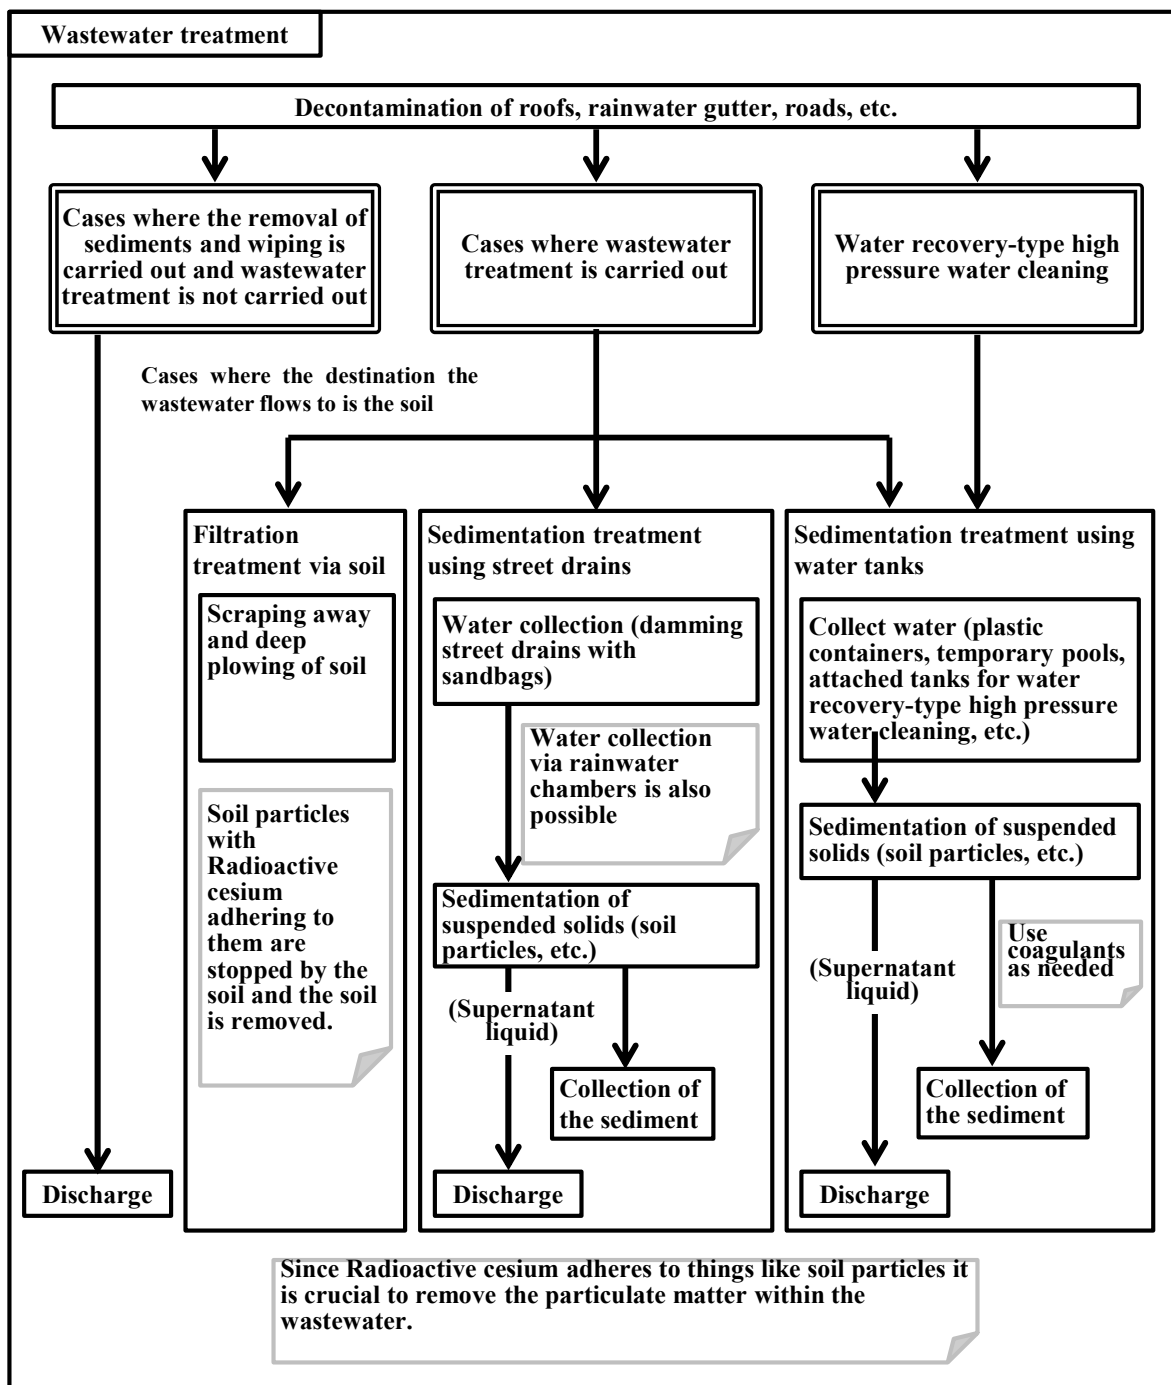 Wastewater treatment
Decontamination of roofs, rainwater gutter, roads, etc.
Cases where the removal of
sediments and wiping is
carried out and wastewater
treatment is not carried out
Cases where wastewater
treatment is carried out
Water recovery-type high
pressure water cleaning
Cases where the destination the
wastewater flows to is the soil
Filtration
treatment via soil
Scraping away
and deep
plowing of soil
Soil particles
with
Radioactive
cesium
adhering to
them are
stopped by the
soil and the soil
is removed.
Sedimentation treatment
using street drains
Water collection (damming
street drains with
sandbags)
Water collection
via rainwater
chambers is also
possible
Sedimentation of
suspended solids (soil
particles, etc.)
(Supernatant
liquid)
Collection of
the sediment
Discharge
Sedimentation treatment using
water tanks
Collect water (plastic
containers, temporary pools,
attached tanks for water
recovery-type high pressure
water cleaning, etc.)
Sedimentation of suspended
solids (soil particles, etc.)
Use
coagulants
as needed
(Supernatant
liquid)
Collection of
the sediment
Discharge
Discharge
Since Radioactive cesium adheres to things like soil particles it
is crucial to remove the particulate matter within the
wastewater.